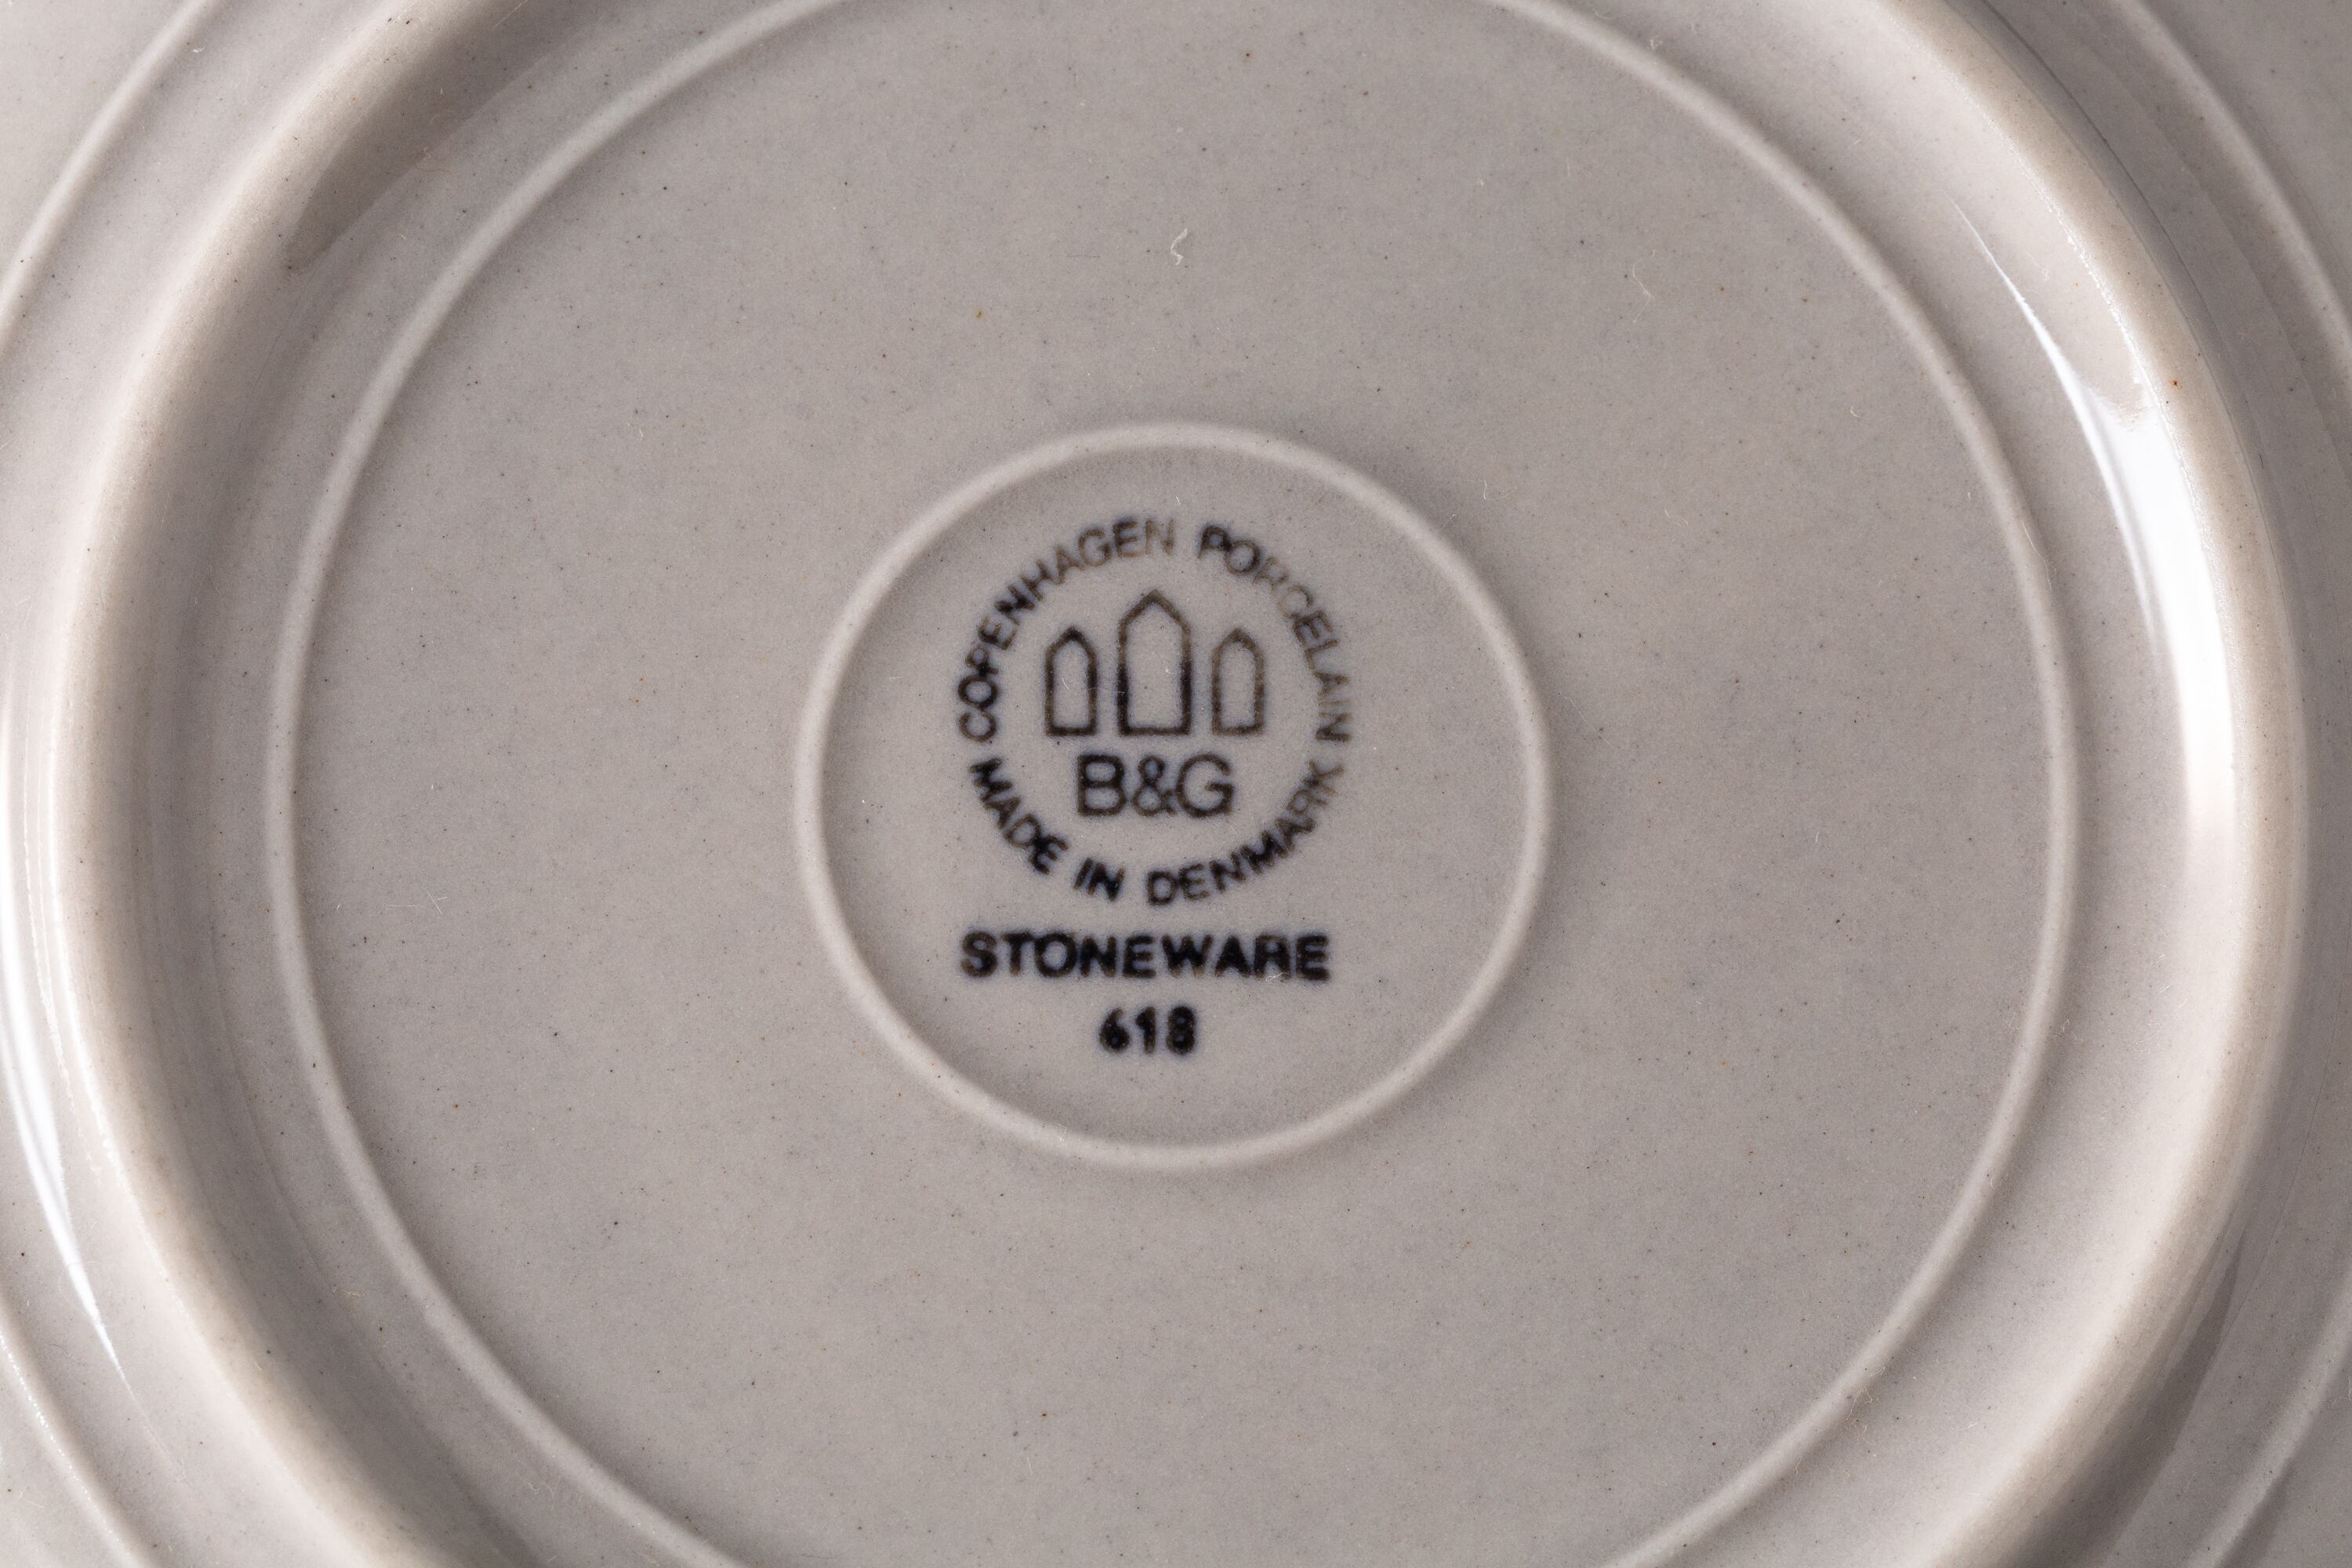 COPENHAGEN PORCELAIN
B&G
MADE IN DENMARK
STONEWARE
618